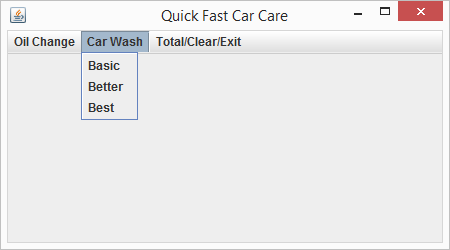 Quick Fast Car Care
Oil Change Car Wash Total/Clear/Exit
Basic
Better
Best